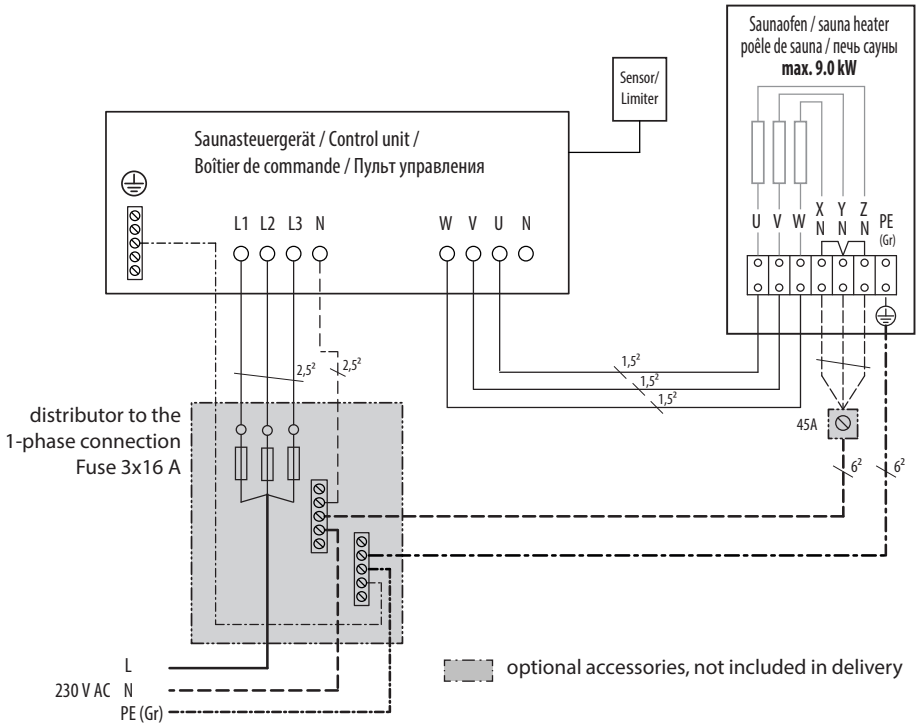 Saunaofen / sauna heater
poêle de sauna / печь сауны
max. 9.0 kW
Sensor/
Limiter
Saunasteuergerät / Control unit /
Boîtier de commande / Пульт управления
L1 L2 L3 N
W V U N
U V W X Y Z PE
N N N (Gr)
2,5² 2,5²
1,5²
1,5²
1,5²
distributor to the
1-phase connection
Fuse 3x16 A
45A
6² 6²
L
230 V AC N
PE (Gr)
optional accessories, not included in delivery